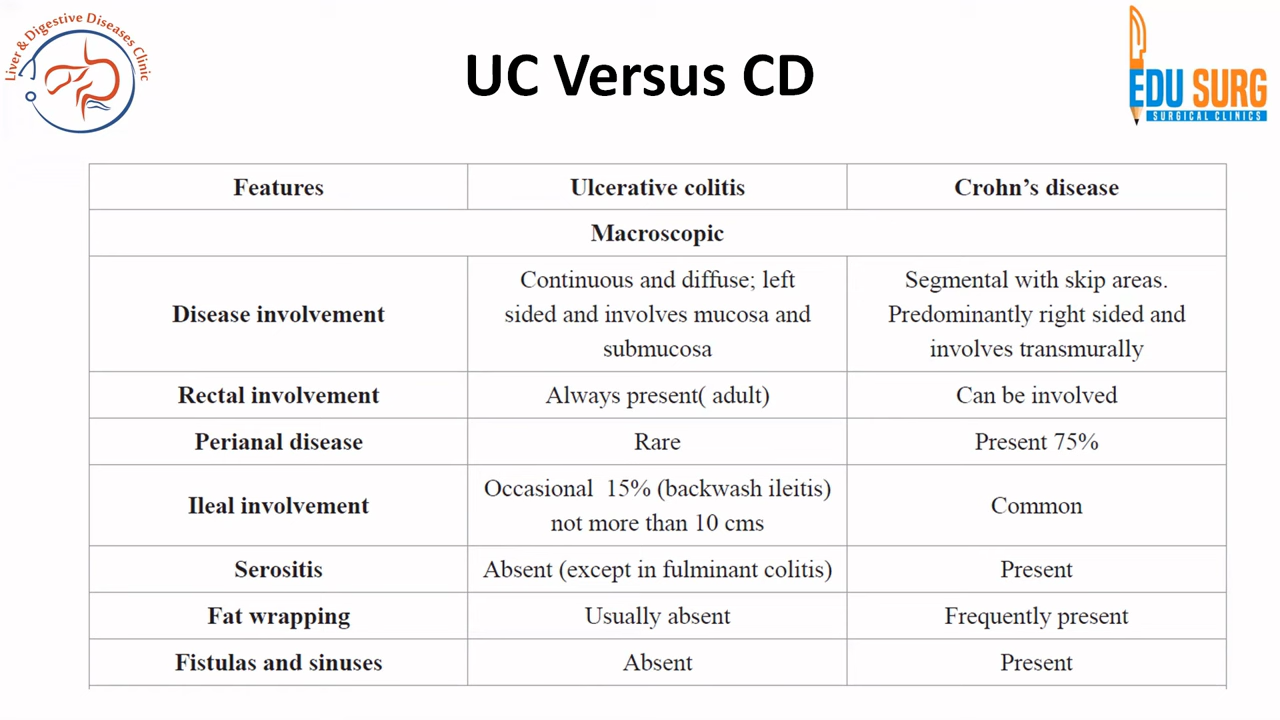 Liver & Digestive Diseases Clinic
UC Versus CD
EDU SURG
SURGICAL CLINICS
Features
Ulcerative colitis
Crohn’s disease
Macroscopic
Disease involvement
Continuous and diffuse; left
sided and involves mucosa and
submucosa
Segmental with skip areas.
Predominantly right sided and
involves transmurally
Rectal involvement
Always present( adult)
Can be involved
Perianal disease
Rare
Present 75%
Ileal involvement
Occasional  15% (backwash ileitis)
not more than 10 cms
Common
Serositis
Absent (except in fulminant colitis)
Present
Fat wrapping
Usually absent
Frequently present
Fistulas and sinuses
Absent
Present